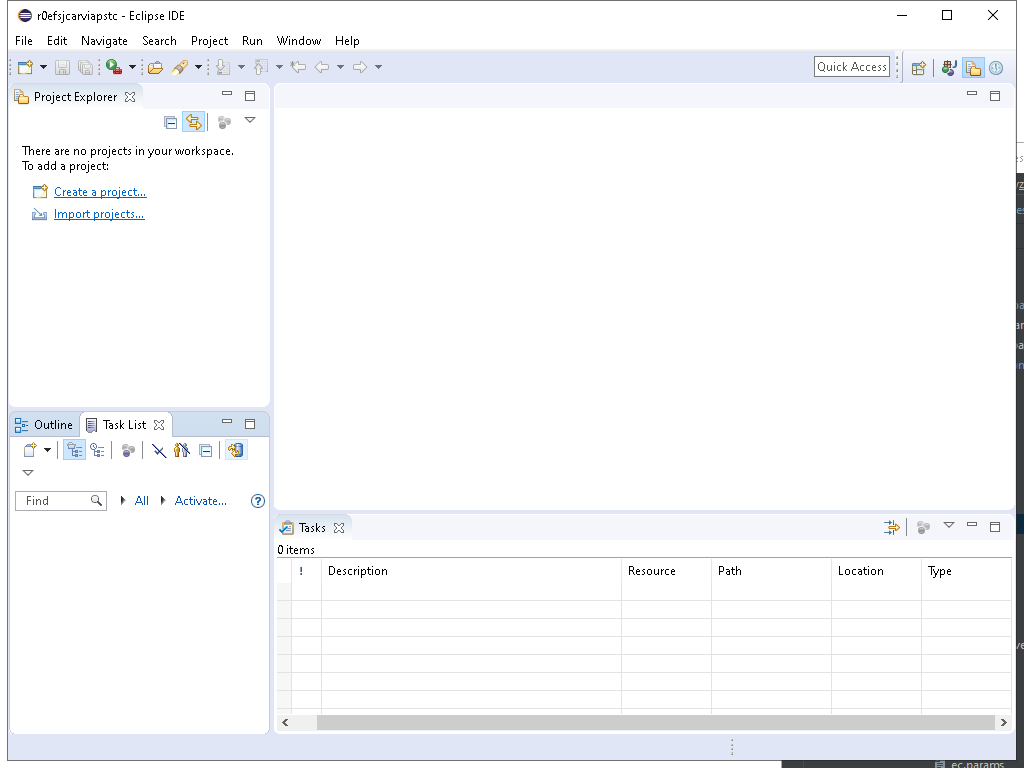 r0efsjcarviapstc - Eclipse IDE
File Edit Navigate Search Project Run Window Help
Quick Access
Project Explorer
There are no projects in your workspace.
To add a project:
Create a project...
Import projects...
Outline Task List
Find All Activate...
Tasks
0 items
! Description Resource Path Location Type
ec.params